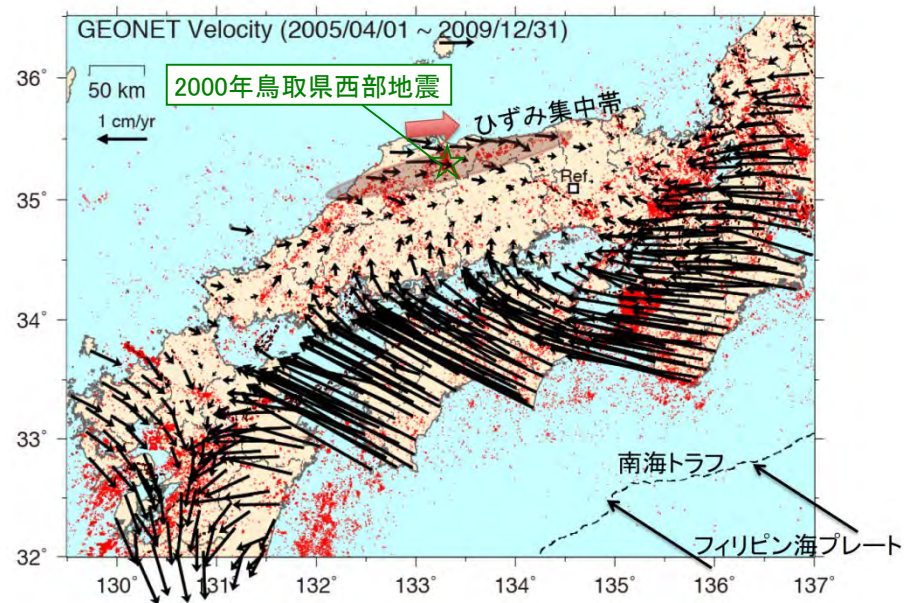 GEONET Velocity (2005/04/01 ~ 2009/12/31)
36°
50 km
2000年鳥取県西部地震
1 cm/yr
ひずみ集中帯
Ref.
35°
34°
33°
南海トラフ
フィリピン海プレート
32°
130° 131° 132° 133° 134° 135° 136° 137°